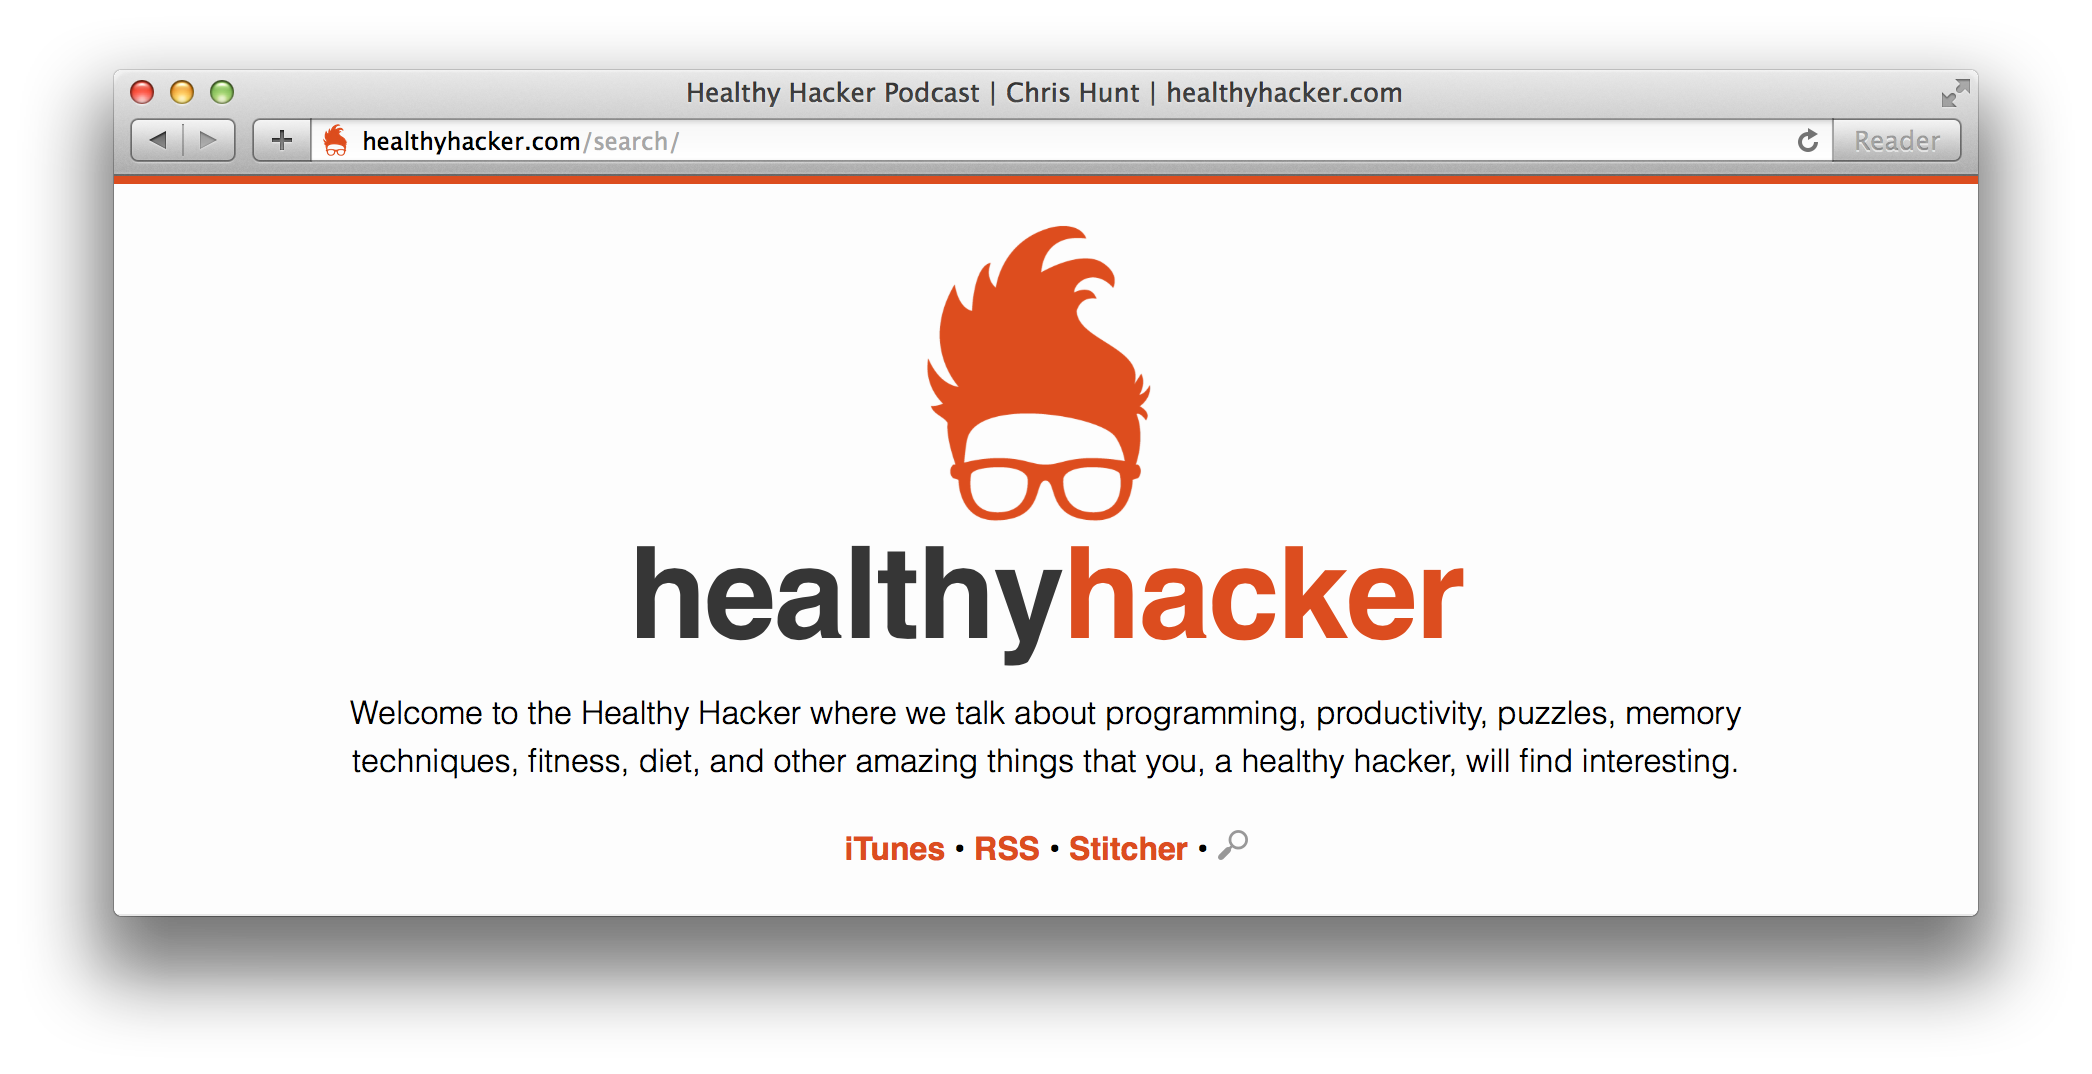 Healthy Hacker Podcast | Chris Hunt | healthyhacker.com
healthyhacker.com/search/
Reader
healthyhacker
Welcome to the Healthy Hacker where we talk about programming, productivity, puzzles, memory
techniques, fitness, diet, and other amazing things that you, a healthy hacker, will find interesting.
iTunes • RSS • Stitcher •